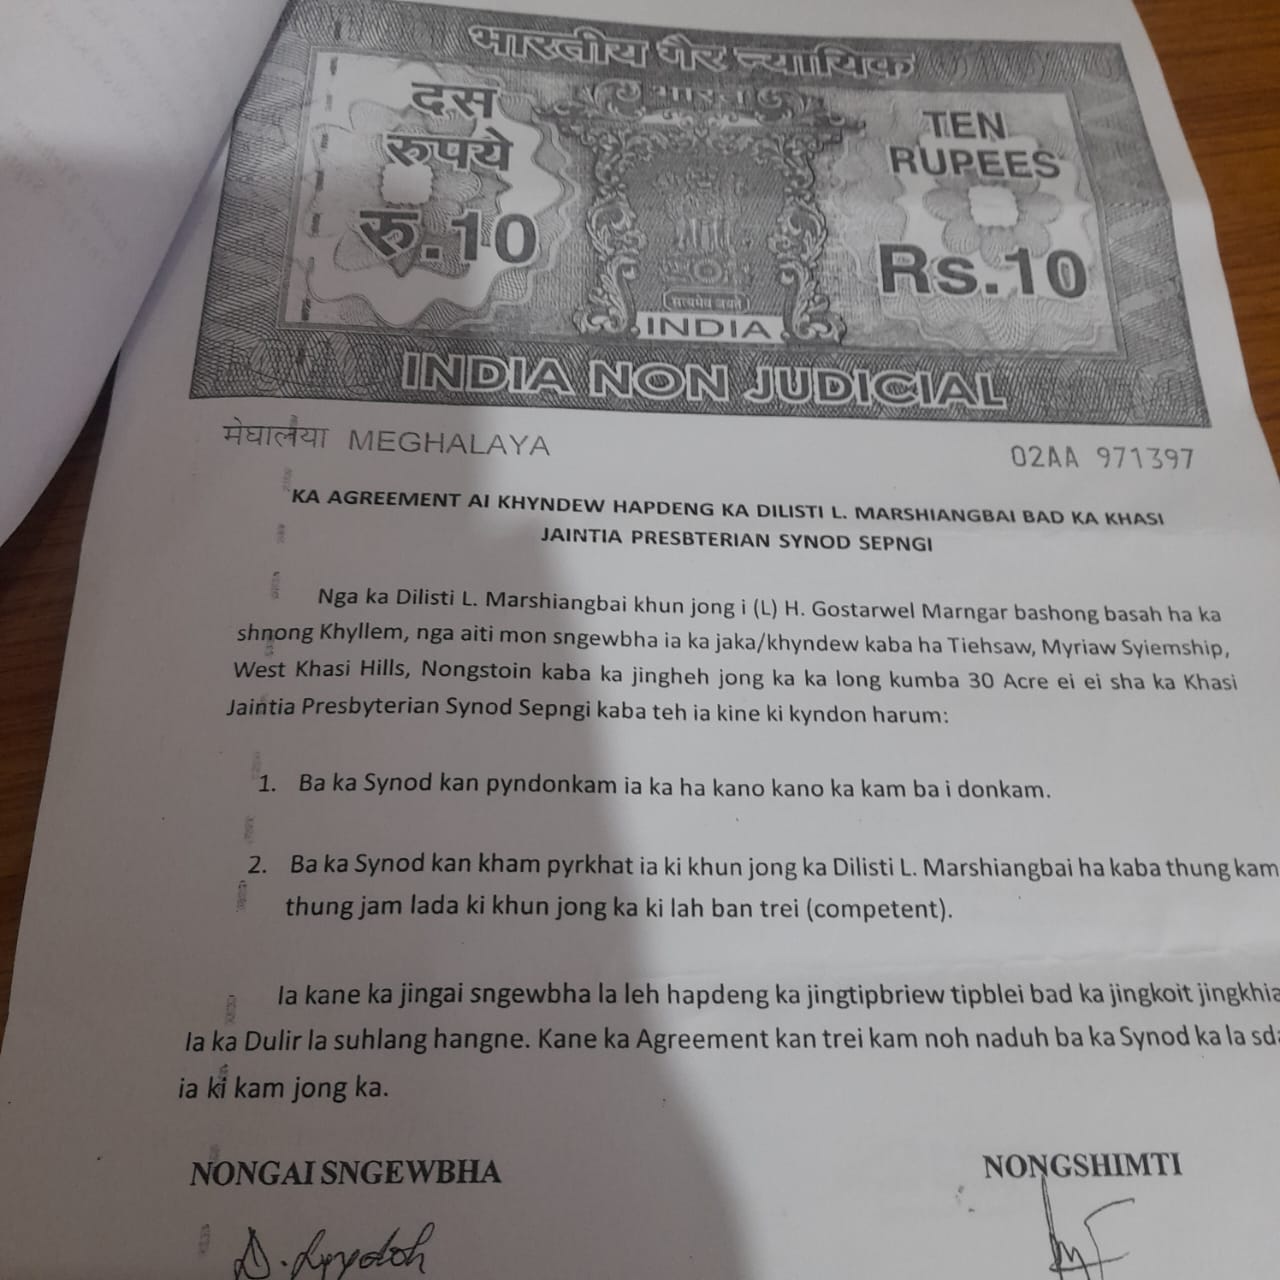 भारतीय गैर न्यायिक
दस
रुपये
रु.10
भारत
सत्यमेव जयते
INDIA
TEN
RUPEES
Rs.10
INDIA NON JUDICIAL
मेघालया MEGHALAYA
02AA 971397
KA AGREEMENT AI KHYNDEW HAPDENG KA DILISTI L. MARSHIANGBAI BAD KA KHASI
JAINTIA PRESBTERIAN SYNOD SEPNGI
Nga ka Dilisti L. Marshiangbai khun jong i (L) H. Gostarwel Marngar bashong basah ha ka
shnong Khyllem, nga aiti mon sngewbha ia ka jaka/khyndew kaba ha Tiehsaw, Myriaw Syiemship,
West Khasi Hills, Nongstoin kaba ka jingheh jong ka ka long kumba 30 Acre ei ei sha ka Khasi
Jaintia Presbyterian Synod Sepngi kaba teh ia kine ki kyndon harum:
1. Ba ka Synod kan pyndonkam ia ka ha kano kano ka kam ba i donkam.
2. Ba ka Synod kan kham pyrkhat ia ki khun jong ka Dilisti L. Marshiangbai ha kaba thung kam
thung jam lada ki khun jong ka ki lah ban trei (competent).
Ia kane ka jingai sngewbha la leh hapdeng ka jingtipbriew tipblei bad ka jingkoit jingkhia
Ia ka Dulir la suhlang hangne. Kane ka Agreement kan trei kam noh naduh ba ka Synod ka la sda
ia ki kam jong ka.
NONGAI SNGEWBHA
NONGSHIMTI